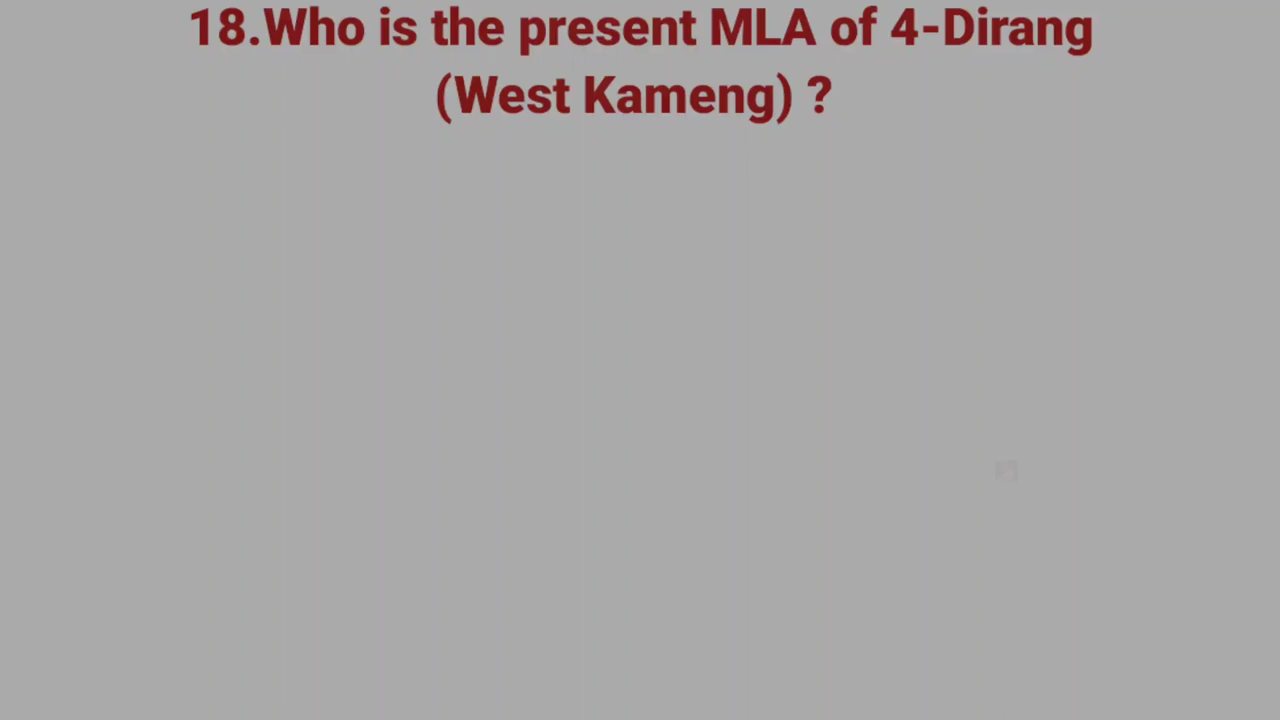 18.Who is the present MLA of 4-Dirang
(West Kameng) ?